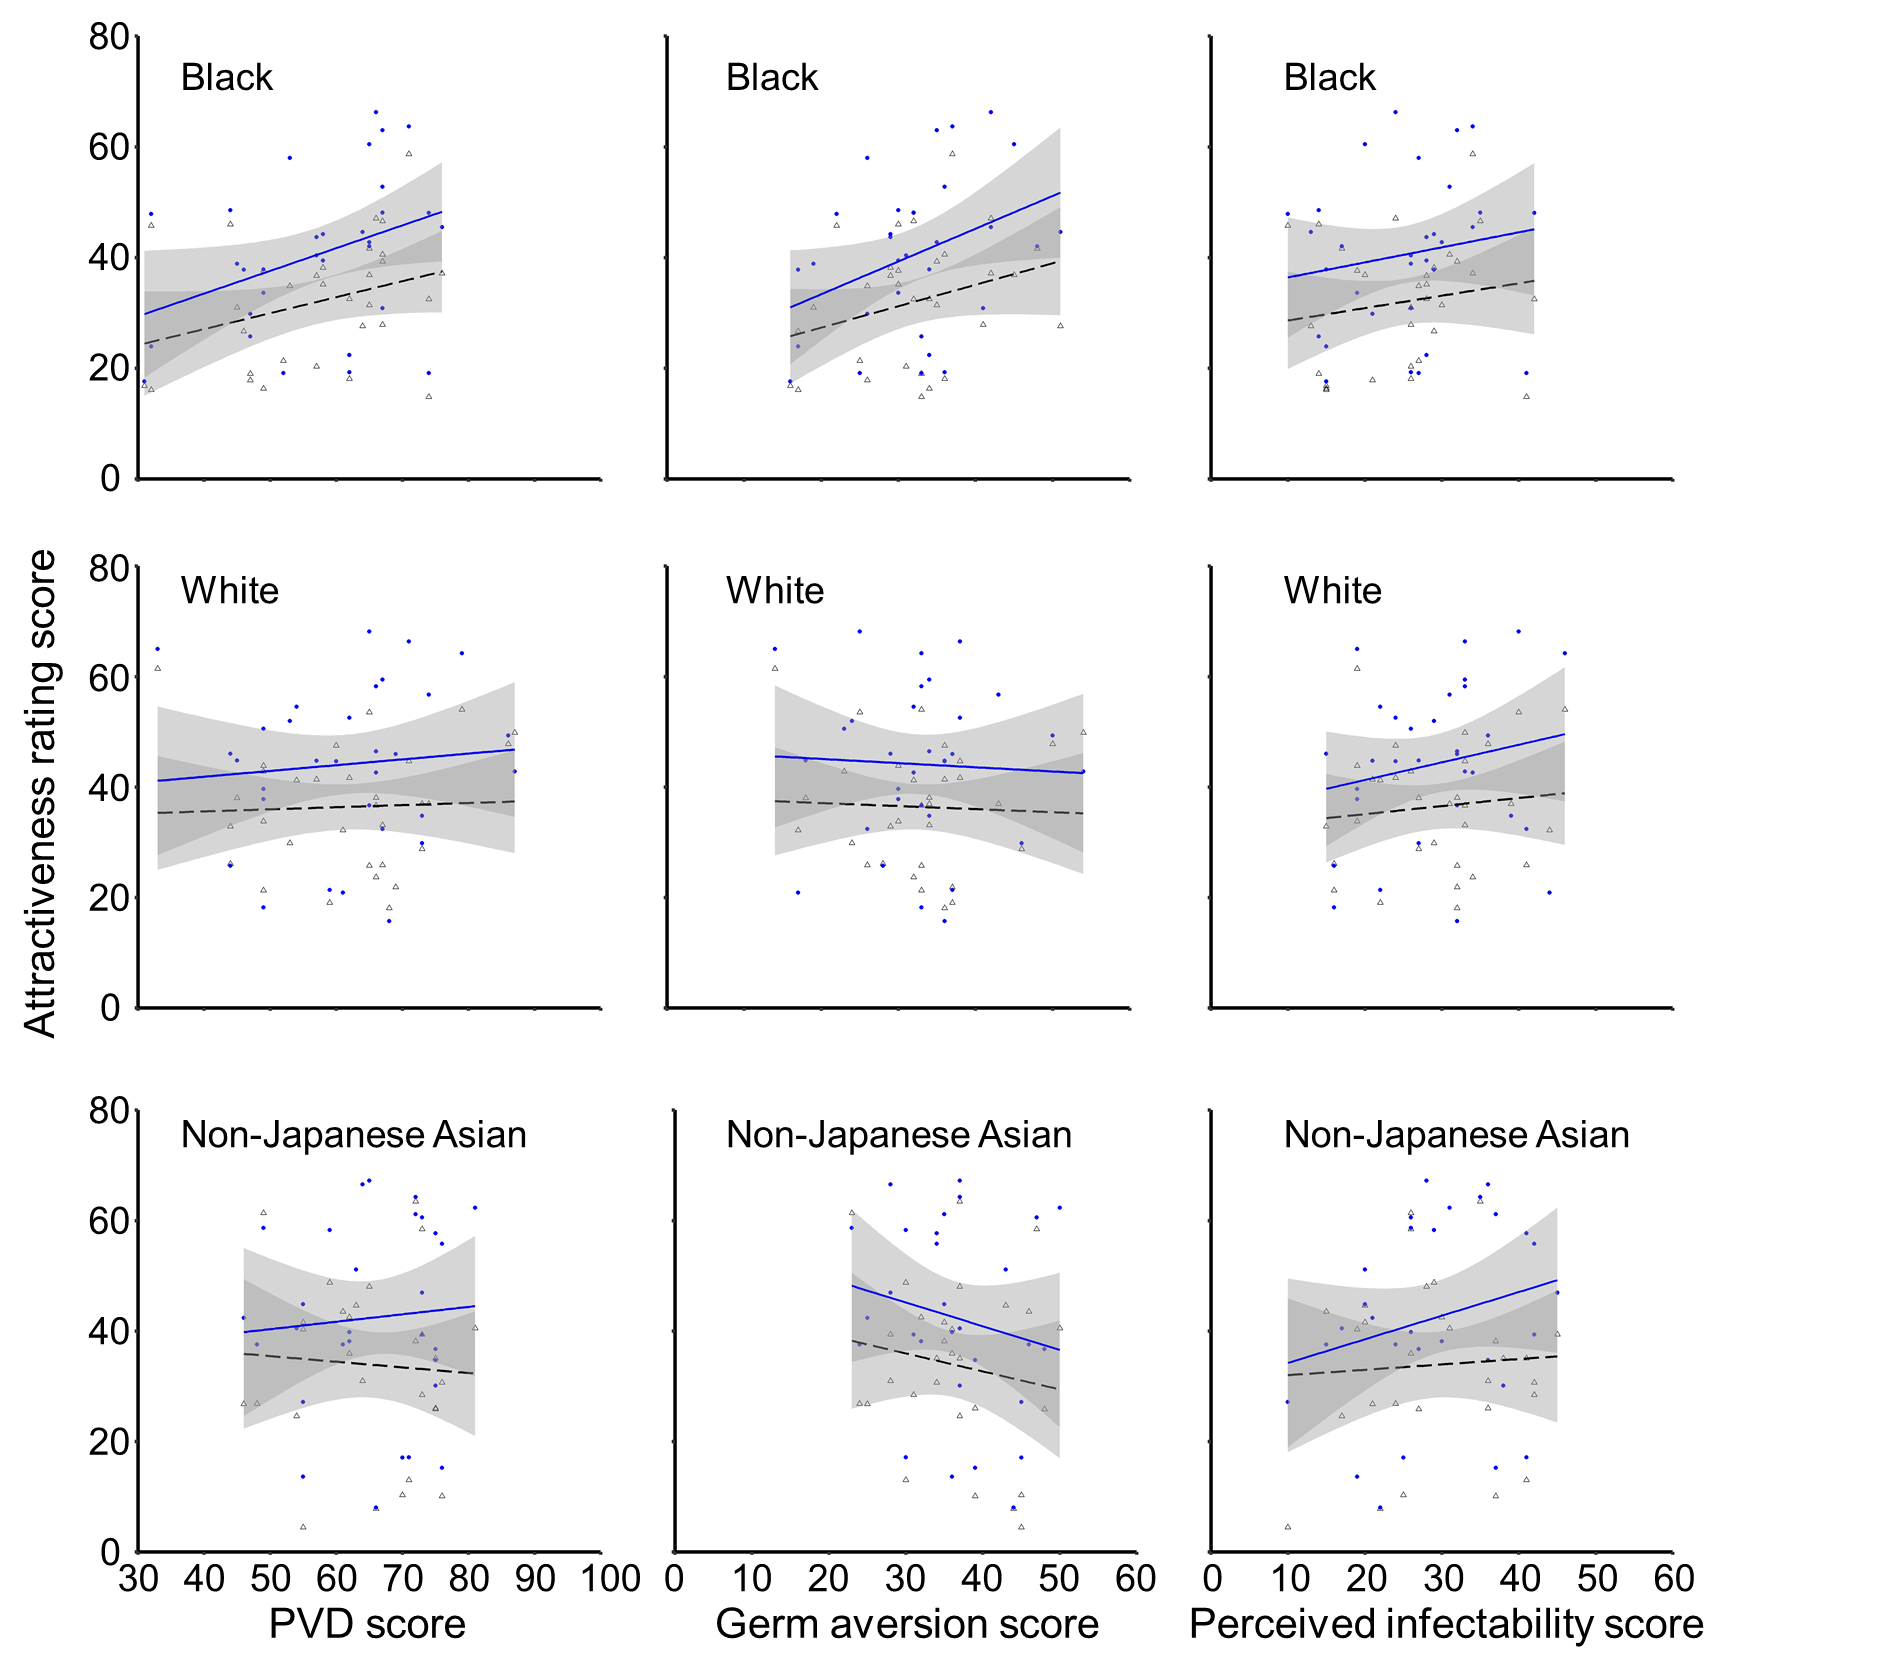 80
Black
Black
Black
60
40
20
0
80
White
White
White
60
40
20
0
Attractiveness rating score
80
Non-Japanese Asian
Non-Japanese Asian
Non-Japanese Asian
60
40
20
0
30 40 50 60 70 80 90 100
0 10 20 30 40 50 60
0 10 20 30 40 50 60
PVD score
Germ aversion score
Perceived infectability score